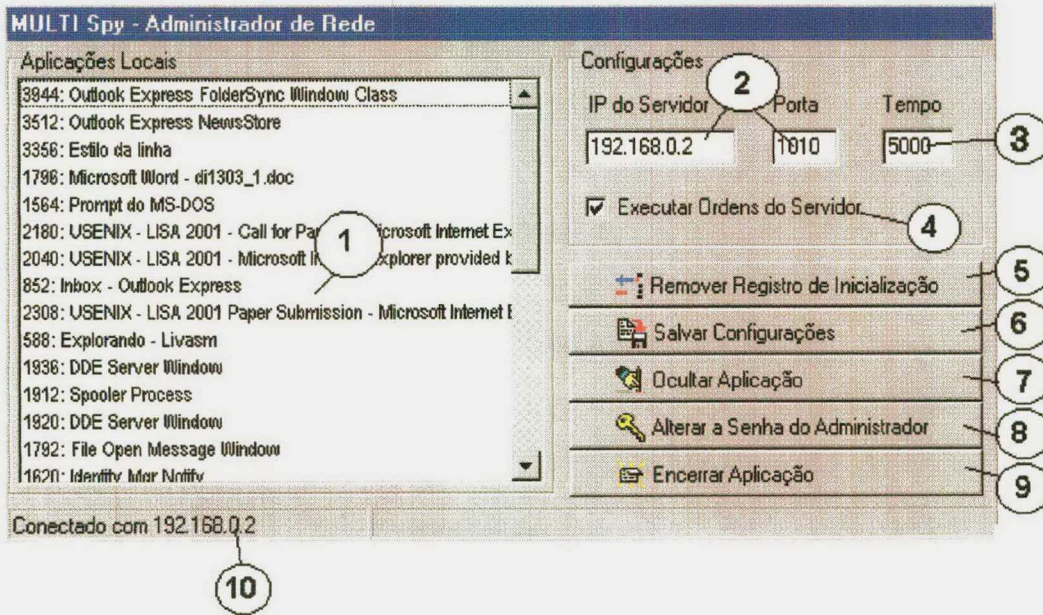 MULTI Spy - Administrador de Rede
Aplicações Locais
3944: Outlook Express FolderSync Window Class
3512: Outlook Express NewsStore
3356: Estilo da linha
1796: Microsoft Word - di1303_1.doc
1564: Prompt do MS-DOS
2180: USENIX - LISA 2001 - Call for Pa icrosoft Internet Ex
2040: USENIX - LISA 2001 - Microsoft I xplorer provided b
852: Inbox - Outlook Express
2308: USENIX - LISA 2001 Paper Submission - Microsoft Internet E
588: Explorando - Livasm
1936: DDE Server Window
1912: Spooler Process
1920: DDE Server Window
1792: File Open Message Window
1620: Identity Mgr Notify
1
Configurações
2
IP do Servidor Porta Tempo
192.168.0.2 1010 5000
3
Executar Ordens do Servidor
4
Remover Registro de Inicialização
5
Salvar Configurações
6
Ocultar Aplicação
7
Alterar a Senha do Administrador
8
Encerrar Aplicação
9
Conectado com 192.168.0.2
10